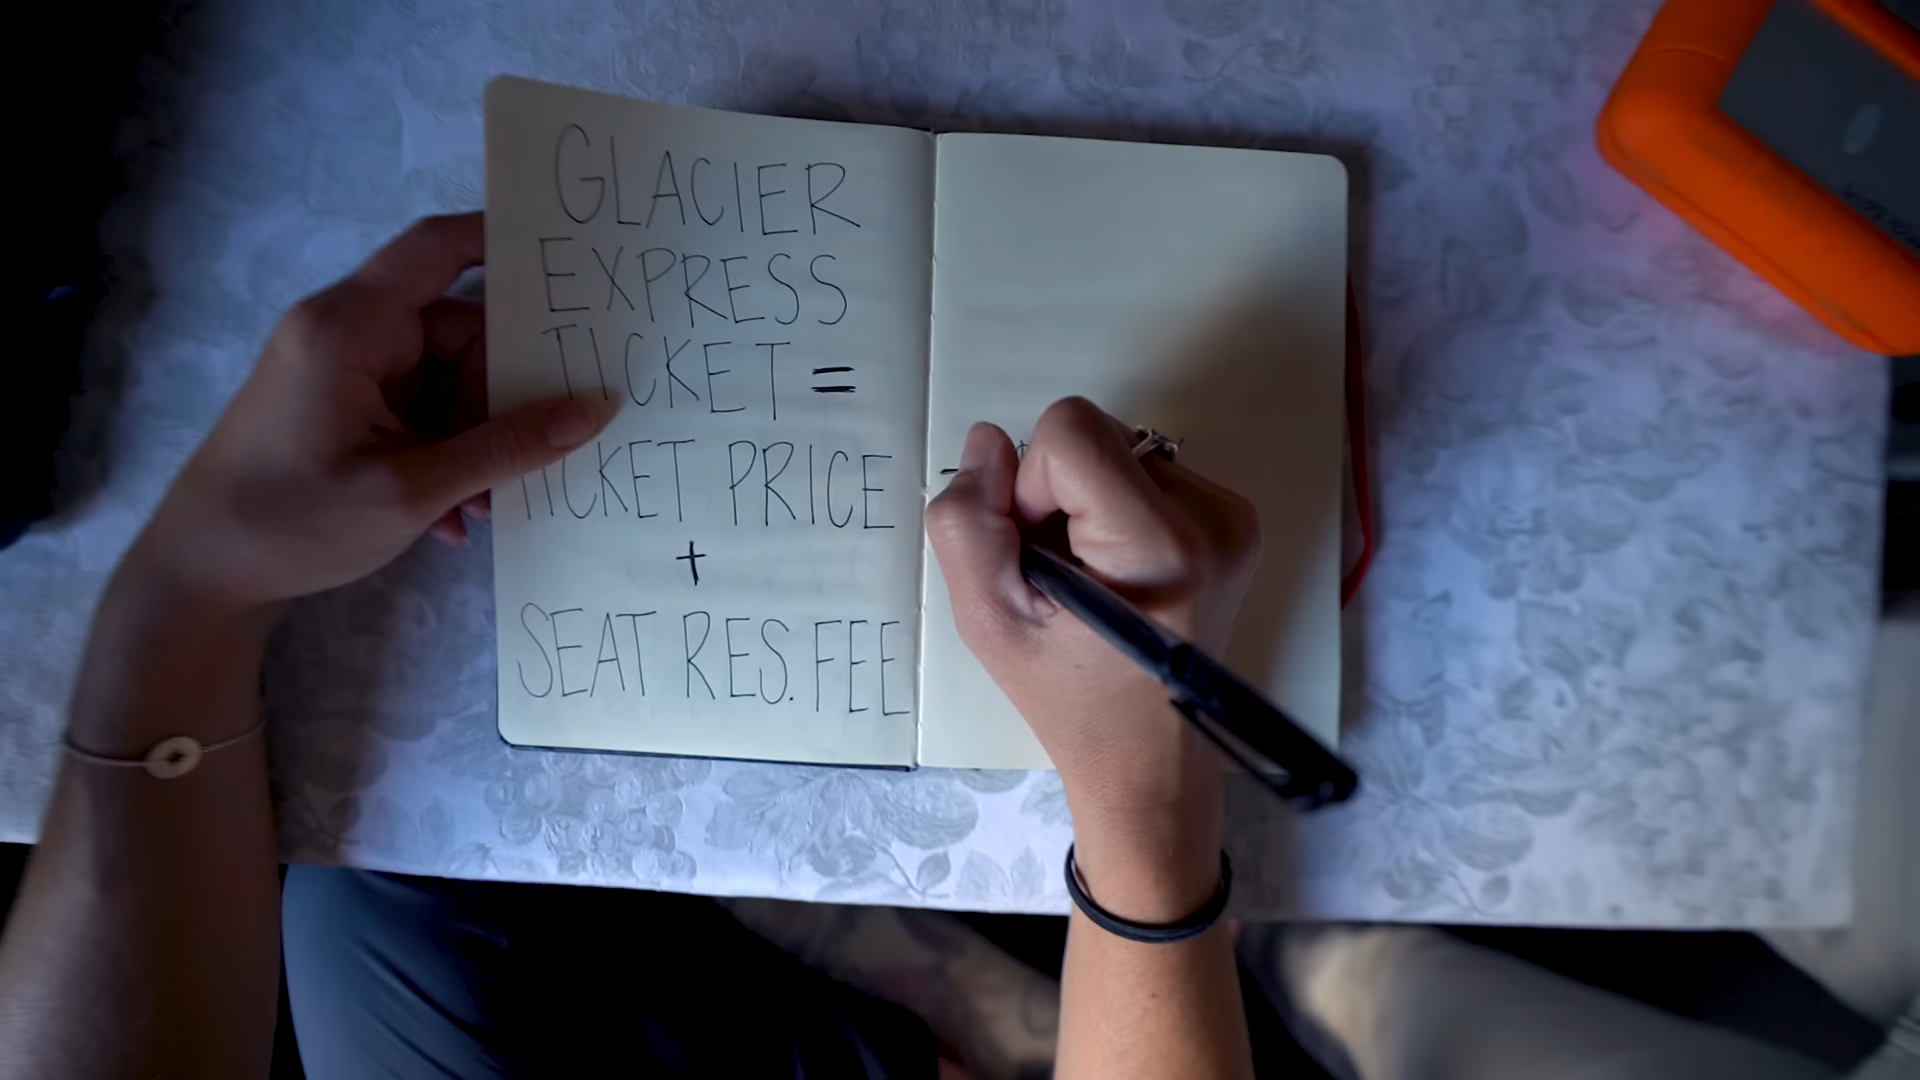 GLACIER
EXPRESS
TICKET =
TICKET PRICE
+
SEAT RES. FEE